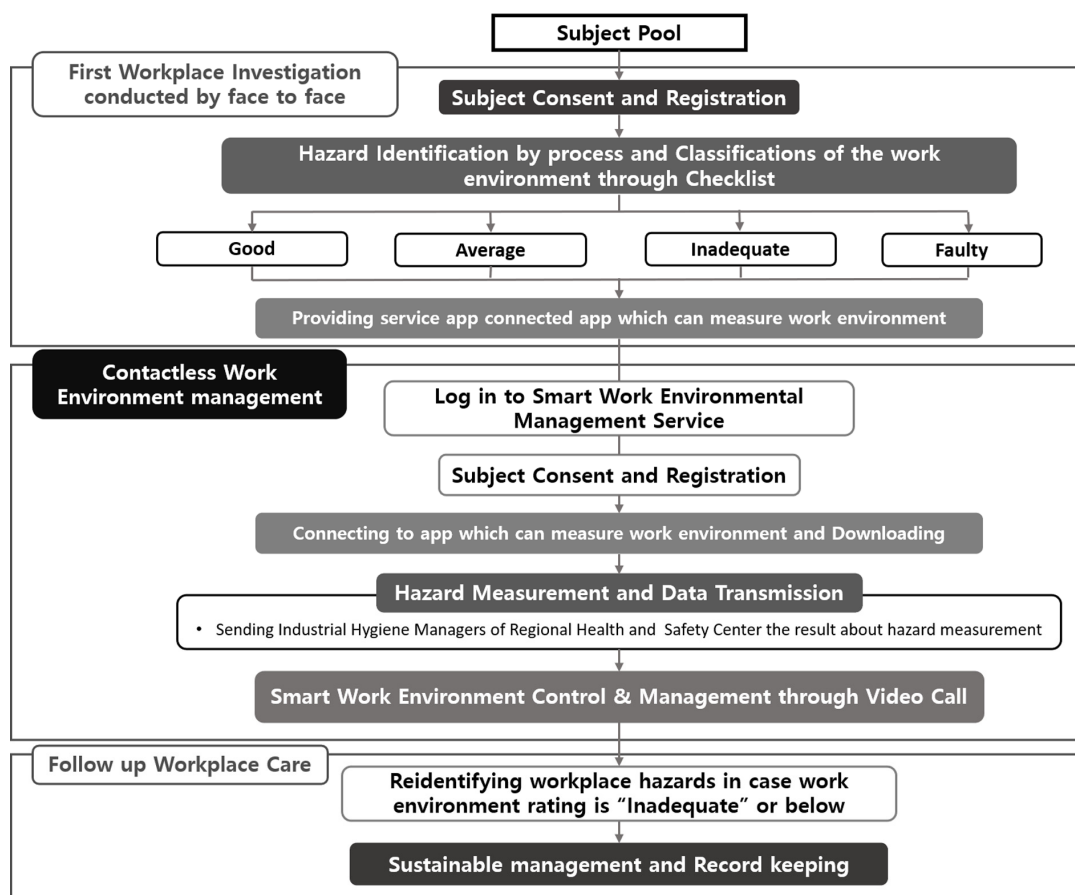 Subject Pool
First Workplace Investigation
conducted by face to face
Subject Consent and Registration
Hazard Identification by process and Classifications of the work
environment through Checklist
Good
Average
Inadequate
Faulty
Providing service app connected app which can measure work environment
Contactless Work
Environment management
Log in to Smart Work Environmental
Management Service
Subject Consent and Registration
Connecting to app which can measure work environment and Downloading
Hazard Measurement and Data Transmission
• Sending Industrial Hygiene Managers of Regional Health and Safety Center the result about hazard measurement
Smart Work Environment Control & Management through Video Call
Follow up Workplace Care
Reidentifying workplace hazards in case work
environment rating is “Inadequate” or below
Sustainable management and Record keeping